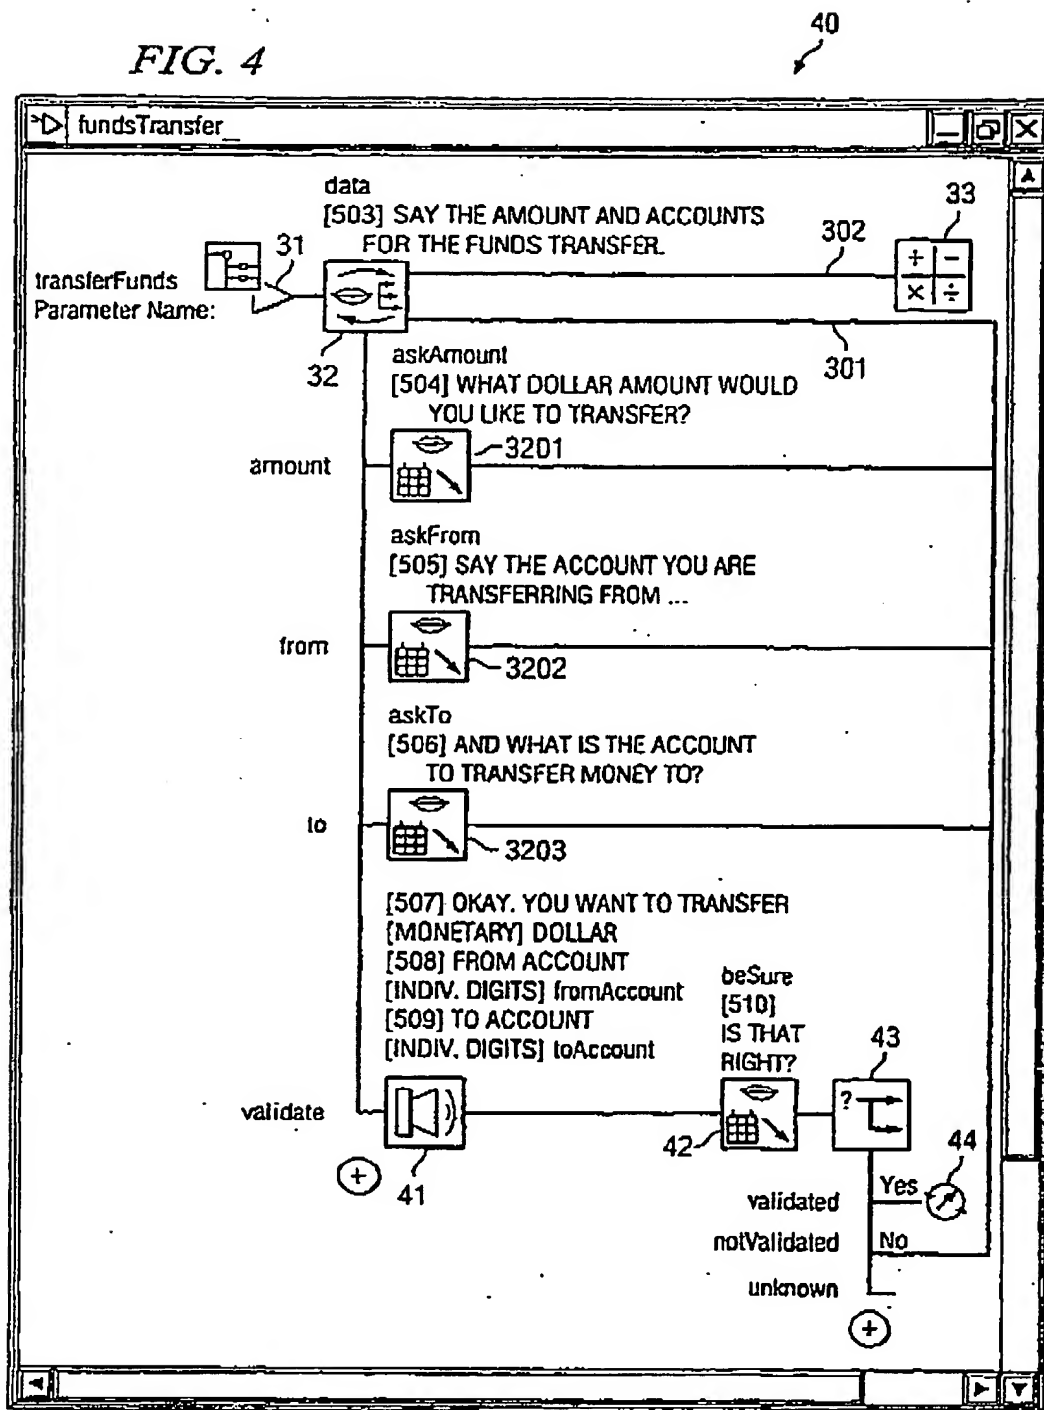 40
FIG. 4
fundsTransfer_
data
[503] SAY THE AMOUNT AND ACCOUNTS
FOR THE FUNDS TRANSFER.
302
33
31
transferFunds
Parameter Name:
+ −
× ÷
32
301
askAmount
[504] WHAT DOLLAR AMOUNT WOULD
YOU LIKE TO TRANSFER?
3201
amount
askFrom
[505] SAY THE ACCOUNT YOU ARE
TRANSFERRING FROM ...
from
3202
askTo
[506] AND WHAT IS THE ACCOUNT
TO TRANSFER MONEY TO?
to
3203
[507] OKAY. YOU WANT TO TRANSFER
[MONETARY] DOLLAR
[508] FROM ACCOUNT
[INDIV. DIGITS] fromAccount
[509] TO ACCOUNT
[INDIV. DIGITS] toAccount
beSure
[510]
IS THAT
RIGHT?
43
?
validate
41
42
44
+
validated Yes
notValidated No
unknown
+